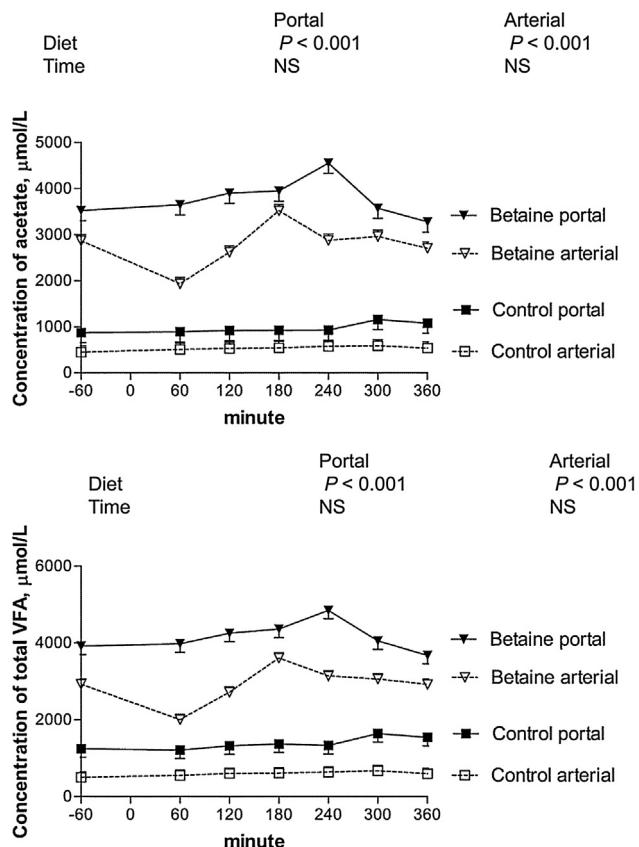 Portal Arterial
Diet P < 0.001 P < 0.001
Time NS NS
Concentration of acetate, μmol/L
5000
4000
3000
2000
1000
0
Betaine portal
Betaine arterial
Control portal
Control arterial
-60 0 60 120 180 240 300 360
minute
Portal Arterial
Diet P < 0.001 P < 0.001
Time NS NS
Concentration of total VFA, μmol/L
6000
4000
2000
0
Betaine portal
Betaine arterial
Control portal
Control arterial
-60 0 60 120 180 240 300 360
minute